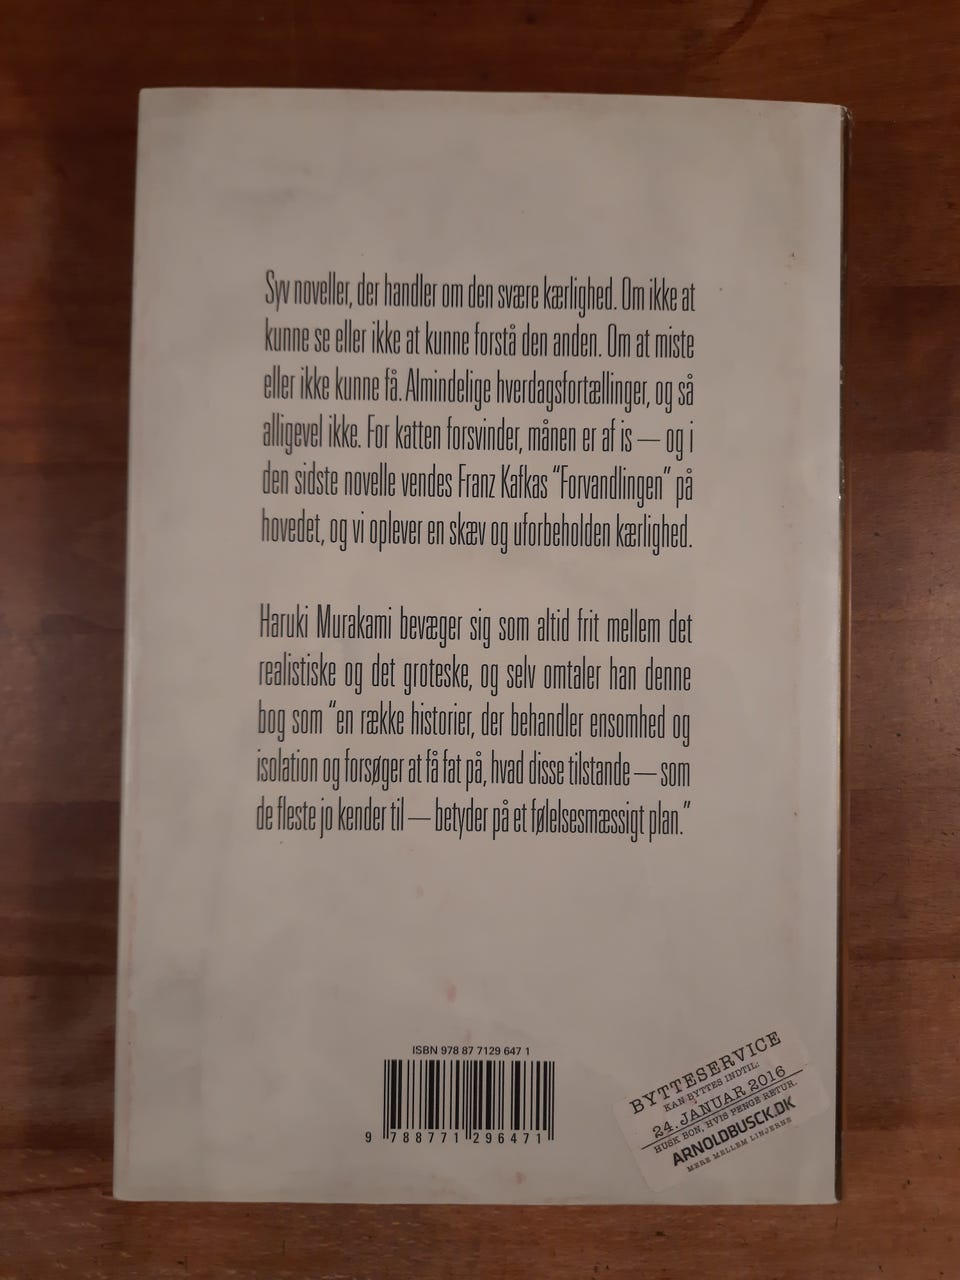 Syv noveller, der handler om den svære kærlighed. Om ikke at
kunne se eller ikke at kunne forstå den anden. Om at miste
eller ikke kunne få. Almindelige hverdagsfortællinger, og så
alligevel ikke. For katten forsvinder, månen er af is — og i
den sidste novelle vendes Franz Kafkas “Forvandlingen” på
hovedet, og vi oplever en skæv og uforbeholden kærlighed.
Haruki Murakami bevæger sig som altid frit mellem det
realistiske og det groteske, og selv omtaler han denne
bog som “en række historier, der behandler ensomhed og
isolation og forsøger at få fat på, hvad disse tilstande — som
de fleste jo kender til — betyder på et følelsesmæssigt plan.”
ISBN 978 87 7129 647 1
9 788771 296471
BYTTESERVICE
KAN BYTTES INDTIL:
24. JANUAR 2016
HUSK BON, HVIS PENGE RETUR.
ARNOLDBUSCK.DK
MERE MELLEM LINJERNE